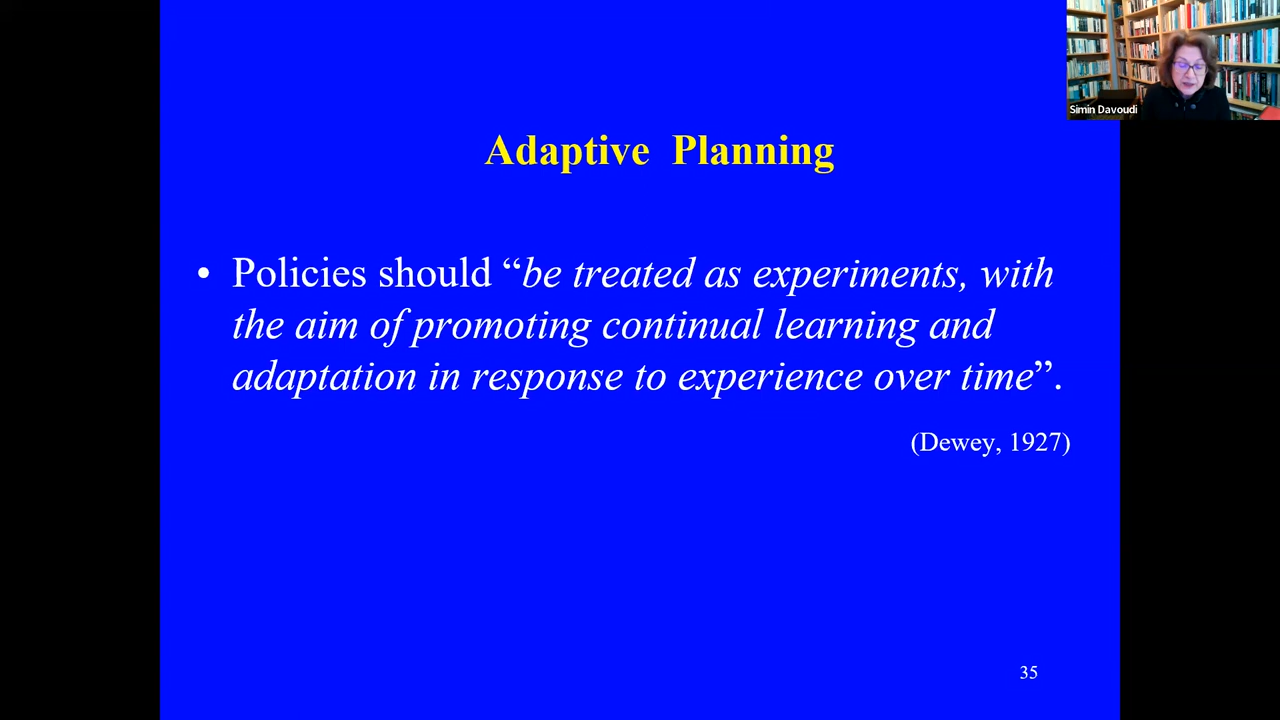 Simin Davoudi
Adaptive Planning
• Policies should “be treated as experiments, with
the aim of promoting continual learning and
adaptation in response to experience over time”.
(Dewey, 1927)
35